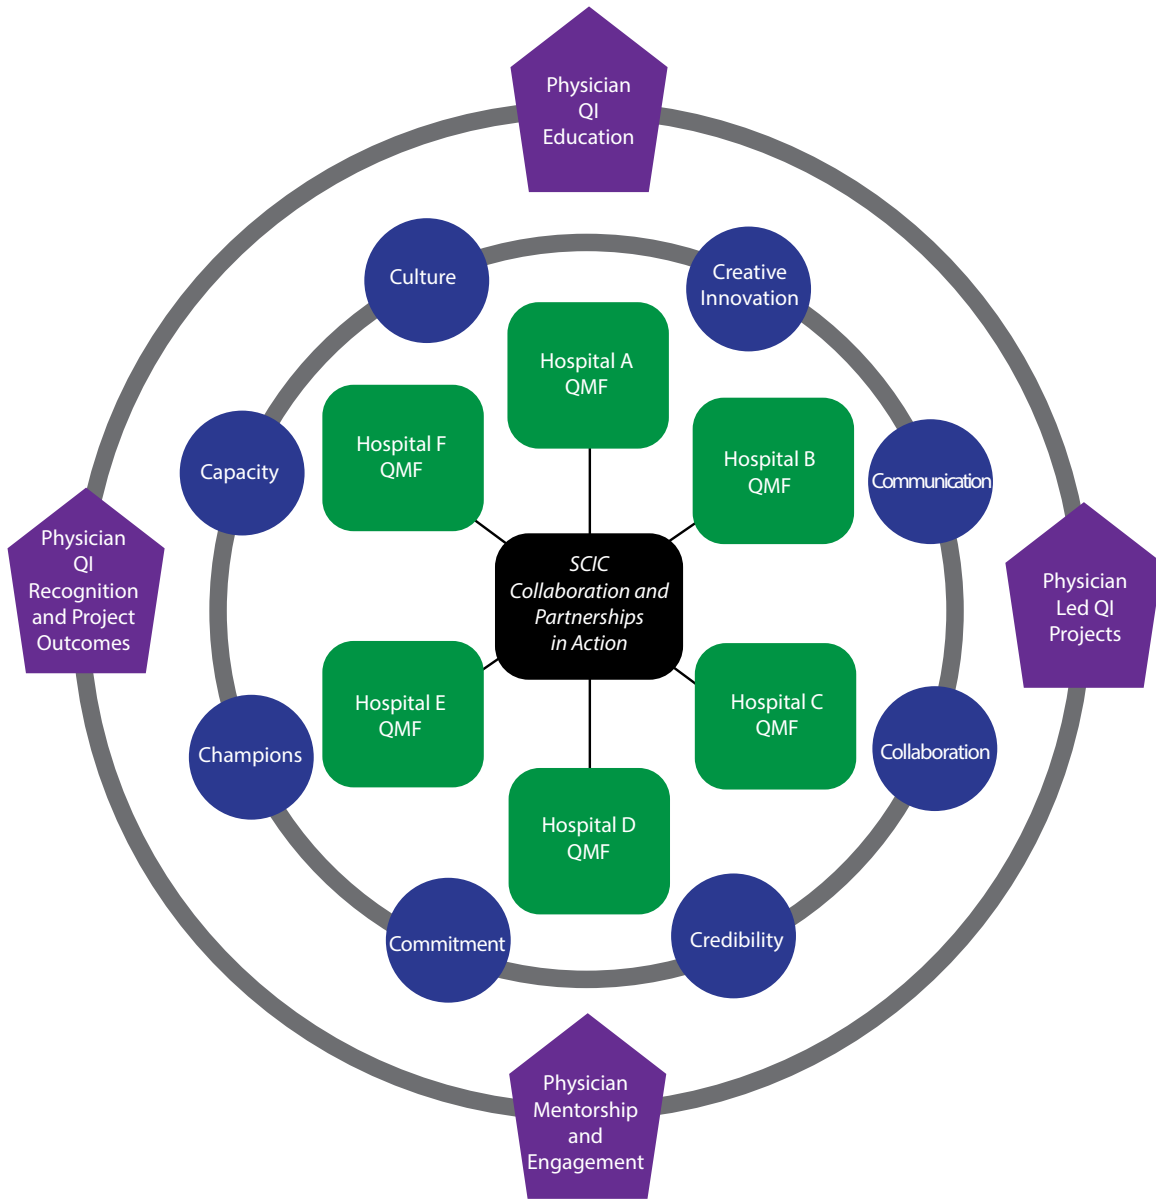 Physician
QI
Education
Culture
Creative
Innovation
Hospital A
QMF
Hospital F
QMF
Hospital B
QMF
Capacity
Communication
Physician
QI
Recognition
and Project
Outcomes
SCIC
Collaboration and
Partnerships
in Action
Physician
Led QI
Projects
Hospital E
QMF
Hospital C
QMF
Champions
Collaboration
Hospital D
QMF
Commitment
Credibility
Physician
Mentorship
and
Engagement